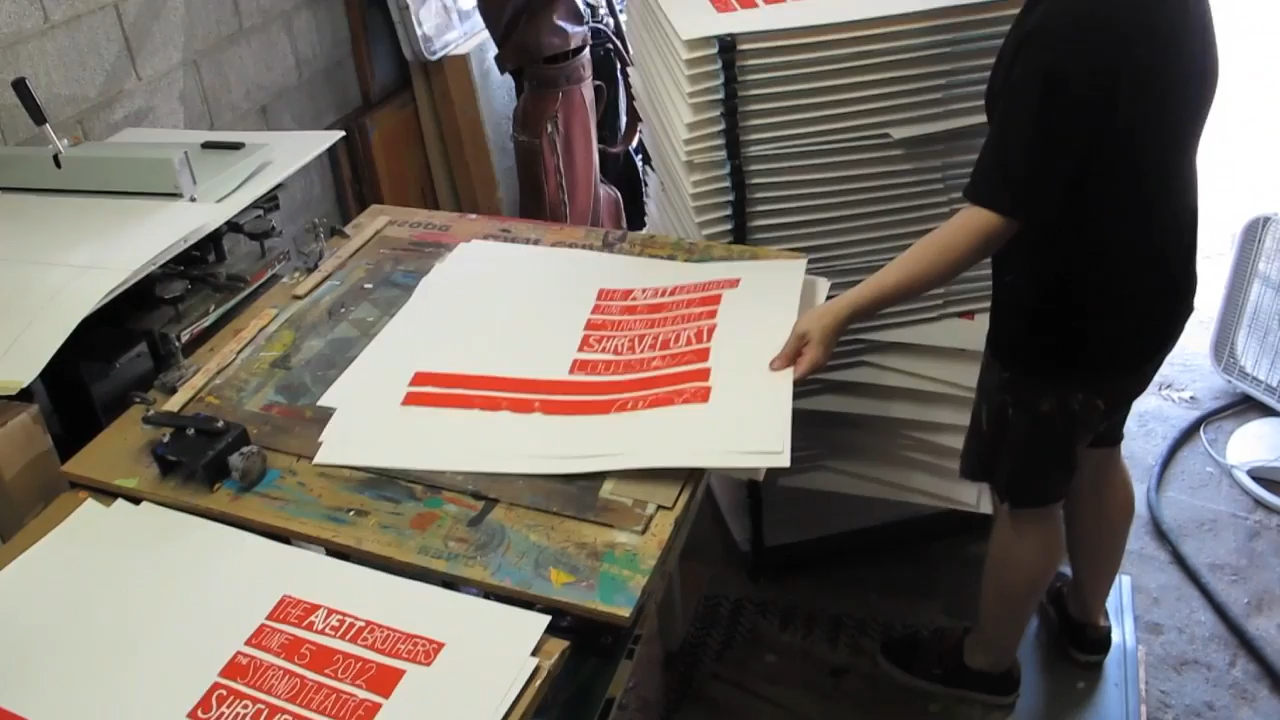 THE AVETT BROTHERS
JUNE, 5 2012
THE STRAND THEATRE
SHREVEPORT
LOUISIANA
THE AVETT BROTHERS
JUNE, 5 2012
THE STRAND THEATRE
SHREVEP